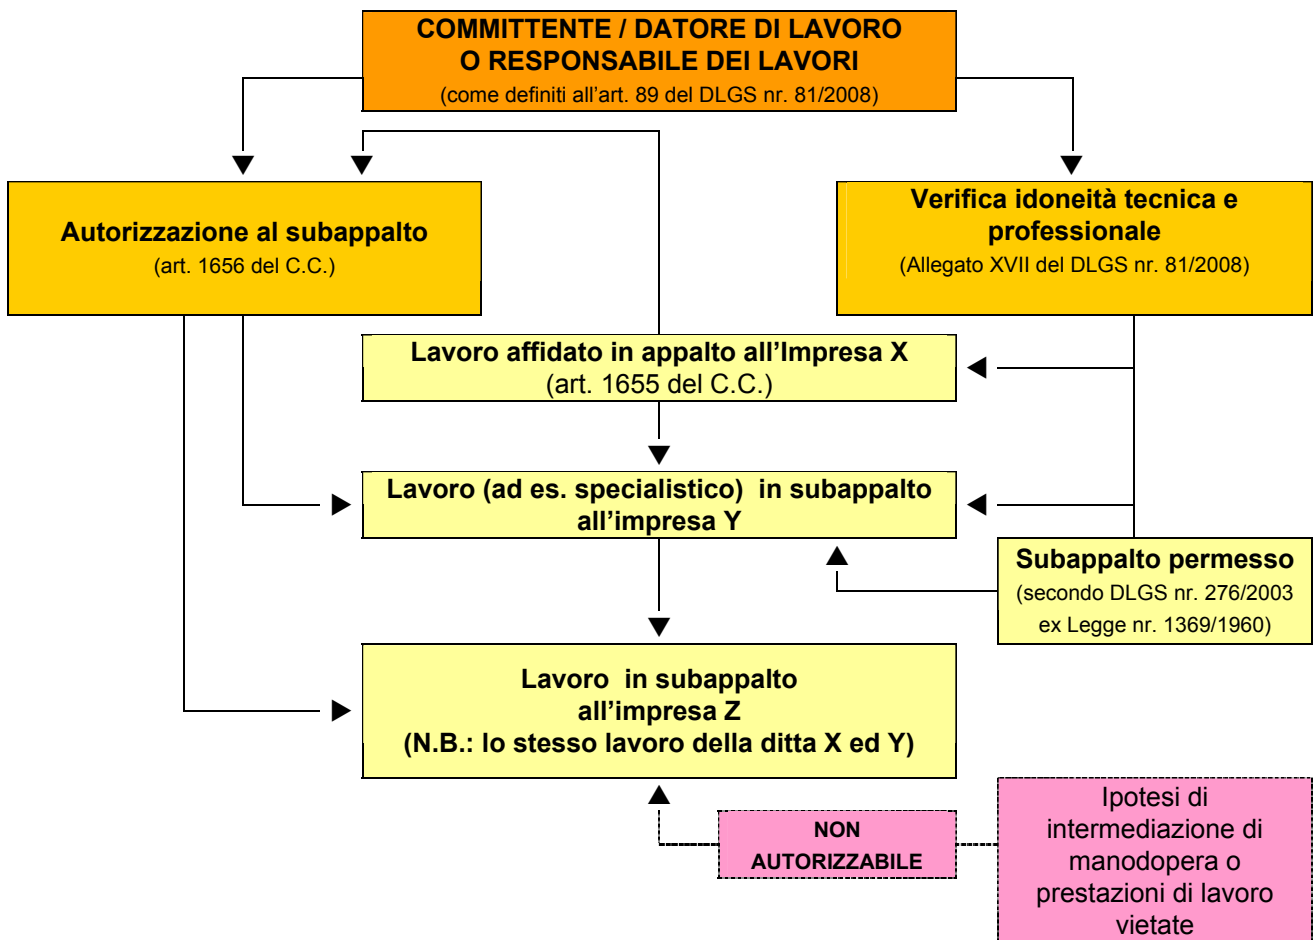 COMMITTENTE / DATORE DI LAVORO
O RESPONSABILE DEI LAVORI
(come definiti all'art. 89 del DLGS nr. 81/2008)
Autorizzazione al subappalto
(art. 1656 del C.C.)
Verifica idoneità tecnica e
professionale
(Allegato XVII del DLGS nr. 81/2008)
Lavoro affidato in appalto all'Impresa X
(art. 1655 del C.C.)
Lavoro (ad es. specialistico) in subappalto
all'impresa Y
Subappalto permesso
(secondo DLGS nr. 276/2003
ex Legge nr. 1369/1960)
Lavoro in subappalto
all'impresa Z
(N.B.: lo stesso lavoro della ditta X ed Y)
NON
AUTORIZZABILE
Ipotesi di
intermediazione di
manodopera o
prestazioni di lavoro
vietate